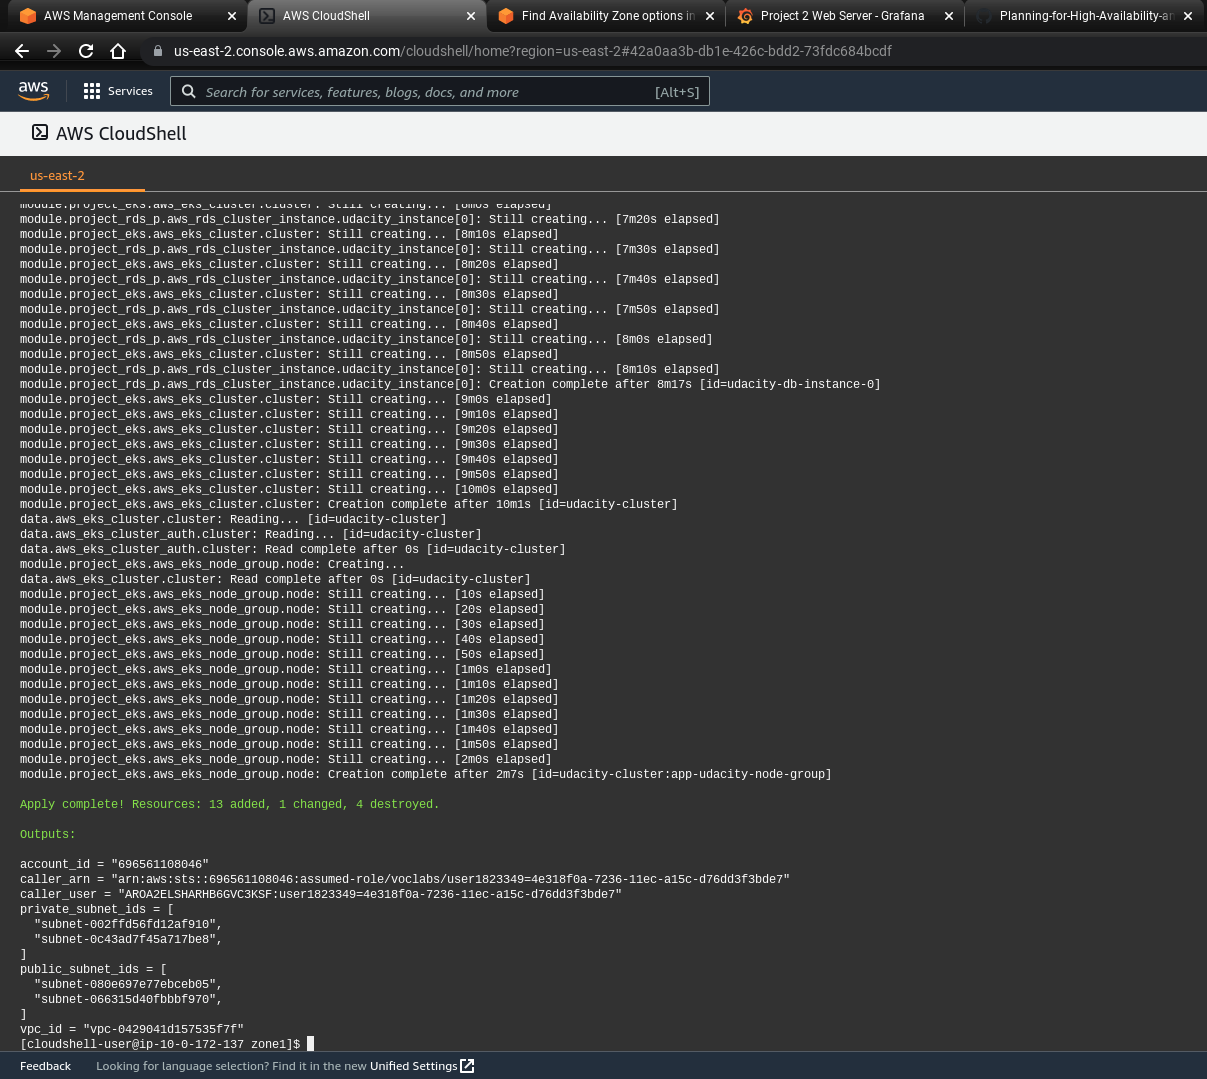 AWS Management Console
AWS CloudShell
Find Availability Zone options in
Project 2 Web Server - Grafana
Planning-for-High-Availability-an
us-east-2.console.aws.amazon.com/cloudshell/home?region=us-east-2#42a0aa3b-db1e-426c-bdd2-73fdc684bcdf
aws
Services
Search for services, features, blogs, docs, and more
[Alt+S]
AWS CloudShell
us-east-2
module.project_eks.aws_eks_cluster.cluster: Still creating... [8m0s elapsed]
module.project_rds_p.aws_rds_cluster_instance.udacity_instance[0]: Still creating... [7m20s elapsed]
module.project_eks.aws_eks_cluster.cluster: Still creating... [8m10s elapsed]
module.project_rds_p.aws_rds_cluster_instance.udacity_instance[0]: Still creating... [7m30s elapsed]
module.project_eks.aws_eks_cluster.cluster: Still creating... [8m20s elapsed]
module.project_rds_p.aws_rds_cluster_instance.udacity_instance[0]: Still creating... [7m40s elapsed]
module.project_eks.aws_eks_cluster.cluster: Still creating... [8m30s elapsed]
module.project_rds_p.aws_rds_cluster_instance.udacity_instance[0]: Still creating... [7m50s elapsed]
module.project_eks.aws_eks_cluster.cluster: Still creating... [8m40s elapsed]
module.project_rds_p.aws_rds_cluster_instance.udacity_instance[0]: Still creating... [8m0s elapsed]
module.project_eks.aws_eks_cluster.cluster: Still creating... [8m50s elapsed]
module.project_rds_p.aws_rds_cluster_instance.udacity_instance[0]: Still creating... [8m10s elapsed]
module.project_rds_p.aws_rds_cluster_instance.udacity_instance[0]: Creation complete after 8m17s [id=udacity-db-instance-0]
module.project_eks.aws_eks_cluster.cluster: Still creating... [9m0s elapsed]
module.project_eks.aws_eks_cluster.cluster: Still creating... [9m10s elapsed]
module.project_eks.aws_eks_cluster.cluster: Still creating... [9m20s elapsed]
module.project_eks.aws_eks_cluster.cluster: Still creating... [9m30s elapsed]
module.project_eks.aws_eks_cluster.cluster: Still creating... [9m40s elapsed]
module.project_eks.aws_eks_cluster.cluster: Still creating... [9m50s elapsed]
module.project_eks.aws_eks_cluster.cluster: Still creating... [10m0s elapsed]
module.project_eks.aws_eks_cluster.cluster: Creation complete after 10m1s [id=udacity-cluster]
data.aws_eks_cluster.cluster: Reading... [id=udacity-cluster]
data.aws_eks_cluster_auth.cluster: Reading... [id=udacity-cluster]
data.aws_eks_cluster_auth.cluster: Read complete after 0s [id=udacity-cluster]
module.project_eks.aws_eks_node_group.node: Creating...
data.aws_eks_cluster.cluster: Read complete after 0s [id=udacity-cluster]
module.project_eks.aws_eks_node_group.node: Still creating... [10s elapsed]
module.project_eks.aws_eks_node_group.node: Still creating... [20s elapsed]
module.project_eks.aws_eks_node_group.node: Still creating... [30s elapsed]
module.project_eks.aws_eks_node_group.node: Still creating... [40s elapsed]
module.project_eks.aws_eks_node_group.node: Still creating... [50s elapsed]
module.project_eks.aws_eks_node_group.node: Still creating... [1m0s elapsed]
module.project_eks.aws_eks_node_group.node: Still creating... [1m10s elapsed]
module.project_eks.aws_eks_node_group.node: Still creating... [1m20s elapsed]
module.project_eks.aws_eks_node_group.node: Still creating... [1m30s elapsed]
module.project_eks.aws_eks_node_group.node: Still creating... [1m40s elapsed]
module.project_eks.aws_eks_node_group.node: Still creating... [1m50s elapsed]
module.project_eks.aws_eks_node_group.node: Still creating... [2m0s elapsed]
module.project_eks.aws_eks_node_group.node: Creation complete after 2m7s [id=udacity-cluster:app-udacity-node-group]
Apply complete! Resources: 13 added, 1 changed, 4 destroyed.
Outputs:
account_id = "696561108046"
caller_arn = "arn:aws:sts::696561108046:assumed-role/voclabs/user1823349=4e318f0a-7236-11ec-a15c-d76dd3f3bde7"
caller_user = "AROA2ELSHARHB6GVC3KSF:user1823349=4e318f0a-7236-11ec-a15c-d76dd3f3bde7"
private_subnet_ids = [
  "subnet-002ffd56fd12af910",
  "subnet-0c43ad7f45a717be8",
]
public_subnet_ids = [
  "subnet-080e697e77ebceb05",
  "subnet-066315d40fbbbf970",
]
vpc_id = "vpc-0429041d157535f7f"
[cloudshell-user@ip-10-0-172-137 zone1]$
Feedback
Looking for language selection? Find it in the new Unified Settings